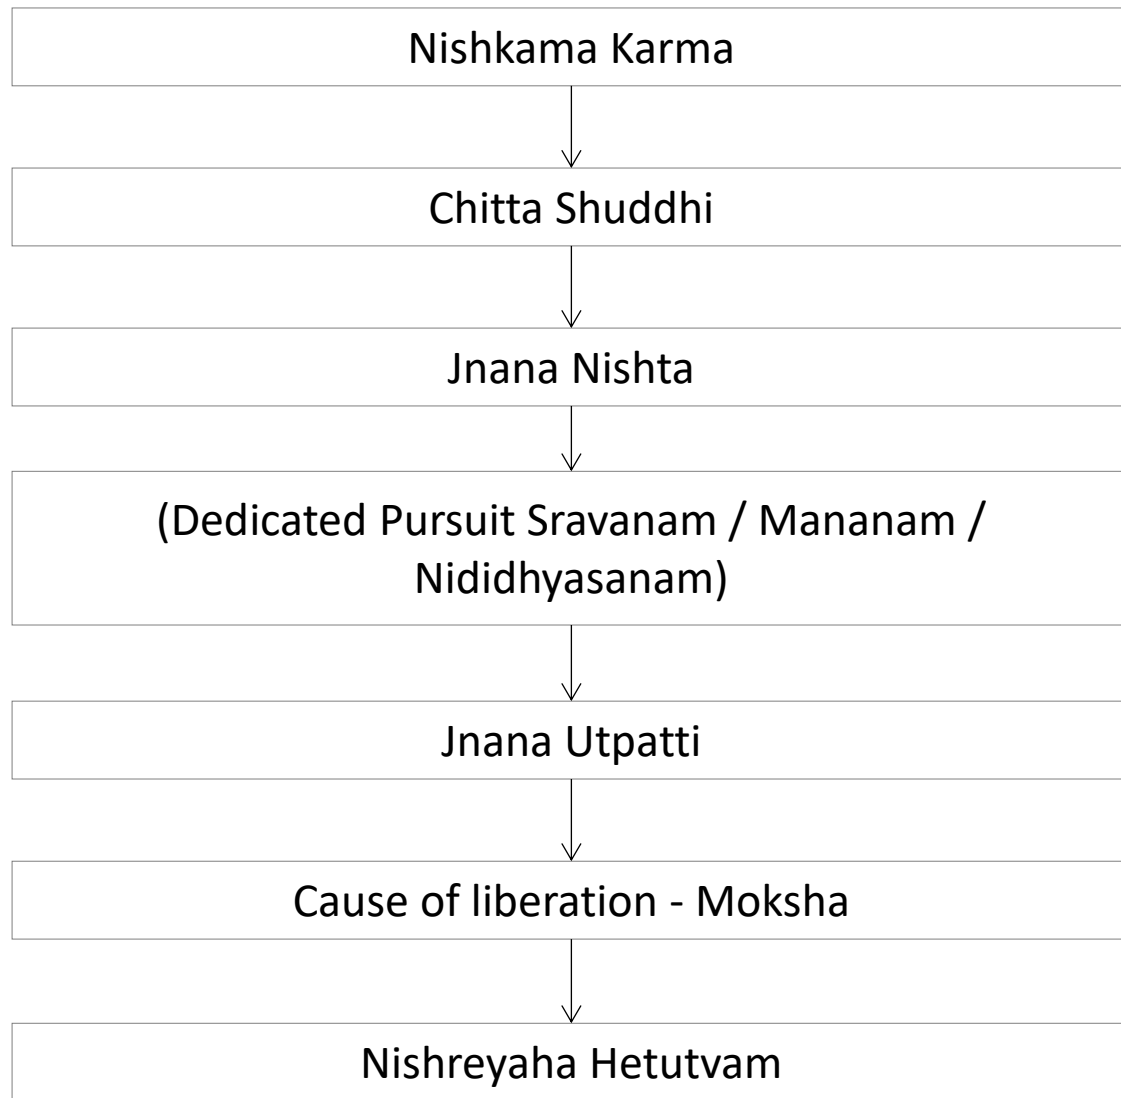 Nishkama Karma
Chitta Shuddhi
Jnana Nishta
(Dedicated Pursuit Sravanam / Mananam /
Nididhyasanam)
Jnana Utpatti
Cause of liberation - Moksha
Nishreyaha Hetutvam